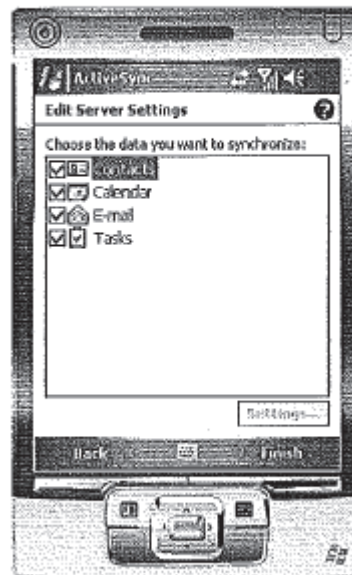 ActiveSync
Edit Server Settings
?
Choose the data you want to synchronize:
Contacts
Calendar
E-mail
Tasks
Settings...
Back Finish